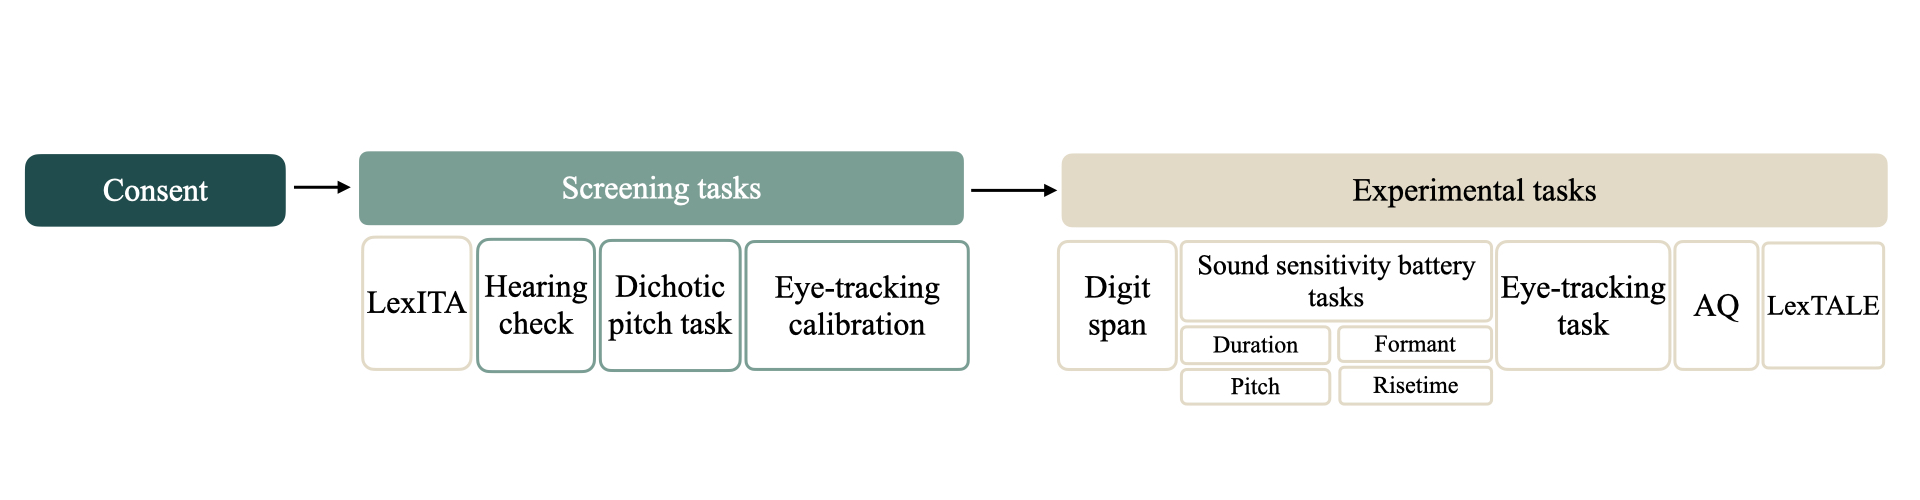 Consent
Screening tasks
Experimental tasks
LexITA
Hearing
check
Dichotic
pitch task
Eye-tracking
calibration
Digit
span
Sound sensitivity battery
tasks
Duration
Formant
Pitch
Risetime
Eye-tracking
task
AQ
LexTALE